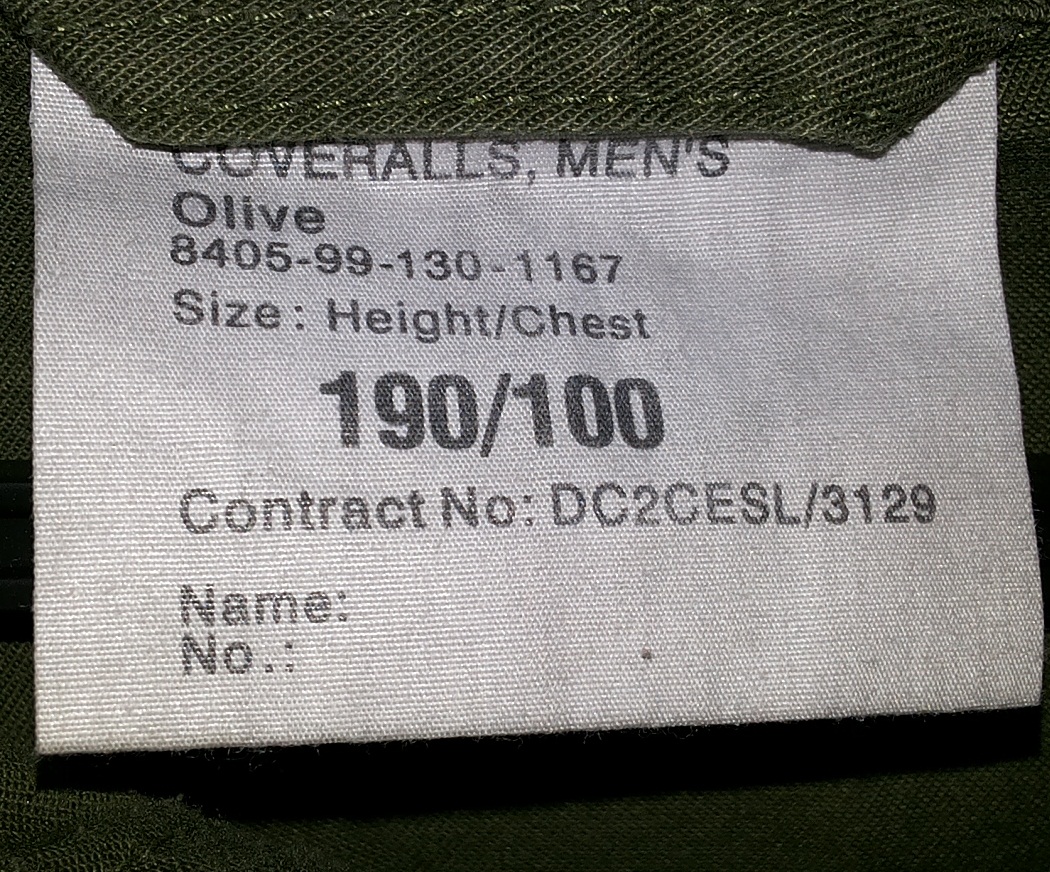 COVERALLS, MEN'S
Olive
8405-99-130-1167
Size: Height/Chest
190/100
Contract No: DC2CESL/3129
Name:
No.: